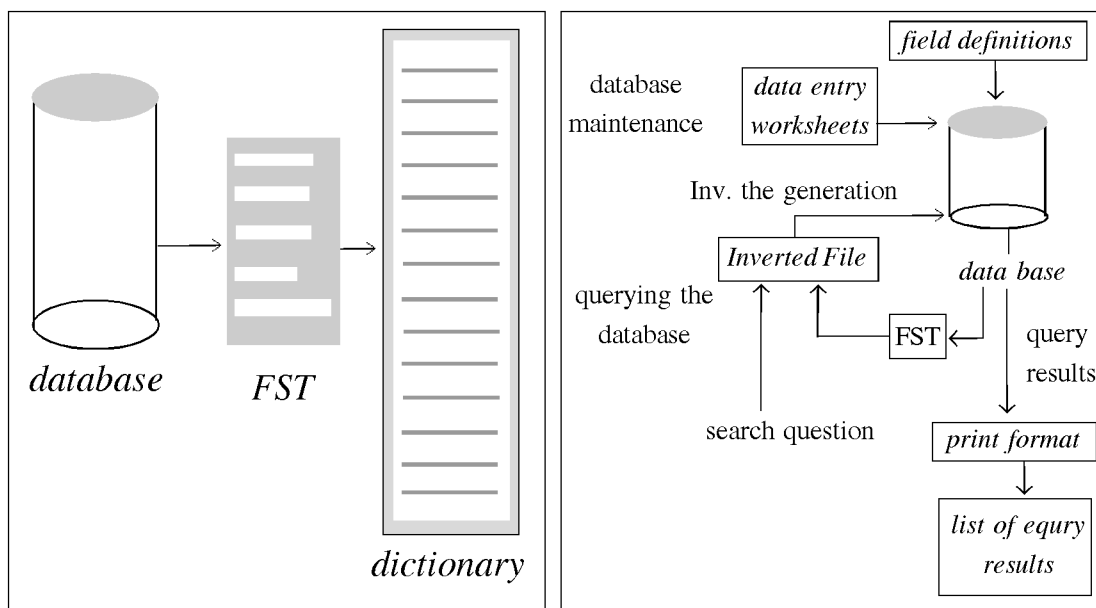 database
FST
dictionary
field definitions
database
maintenance
data entry
worksheets
Inv. the generation
Inverted File
data base
querying the
database
FST
query
results
search question
print format
list of equry
results